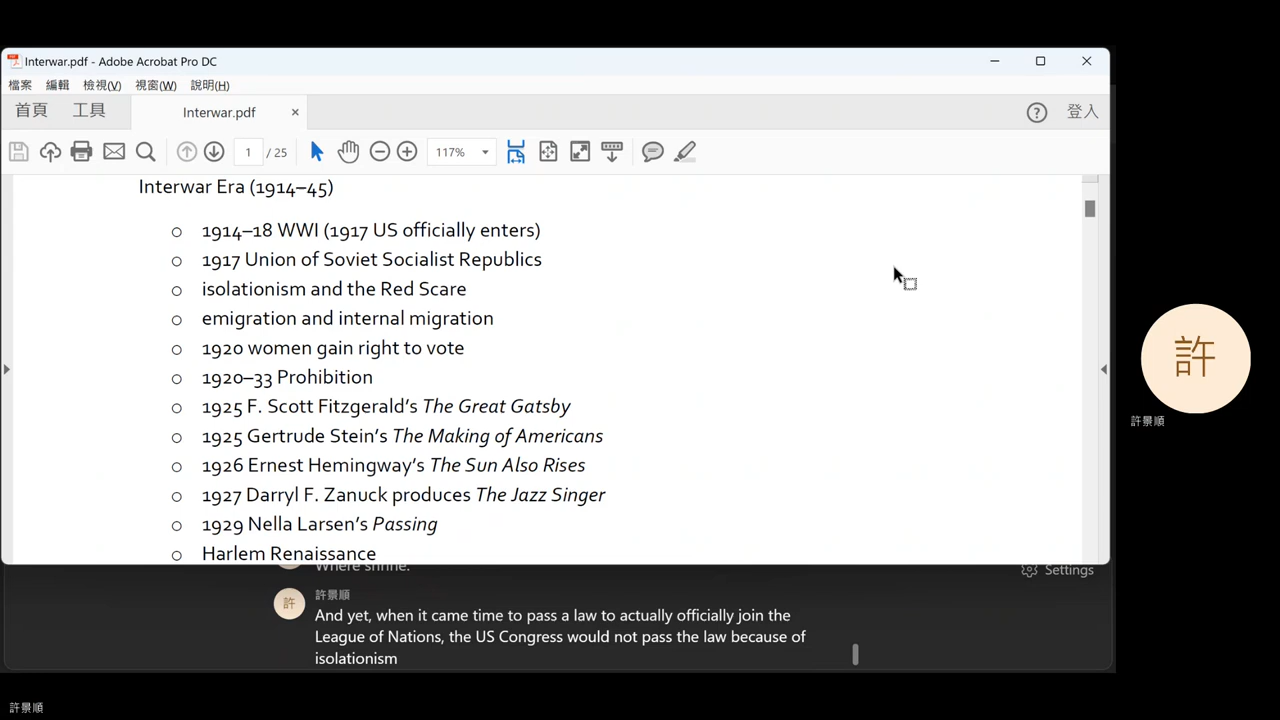 Interwar.pdf - Adobe Acrobat Pro DC
檔案 編輯 檢視(V) 視窗(W) 說明(H)
首頁 工具 Interwar.pdf × 登入
1 / 25 117%
Interwar Era (1914–45)
o 1914–18 WWI (1917 US officially enters)
o 1917 Union of Soviet Socialist Republics
o isolationism and the Red Scare
o emigration and internal migration
o 1920 women gain right to vote
o 1920–33 Prohibition
o 1925 F. Scott Fitzgerald's The Great Gatsby
o 1925 Gertrude Stein's The Making of Americans
o 1926 Ernest Hemingway's The Sun Also Rises
o 1927 Darryl F. Zanuck produces The Jazz Singer
o 1929 Nella Larsen's Passing
o Harlem Renaissance
許
許景順
Where shrine.
Settings
許
許景順
And yet, when it came time to pass a law to actually officially join the
League of Nations, the US Congress would not pass the law because of
isolationism
許景順